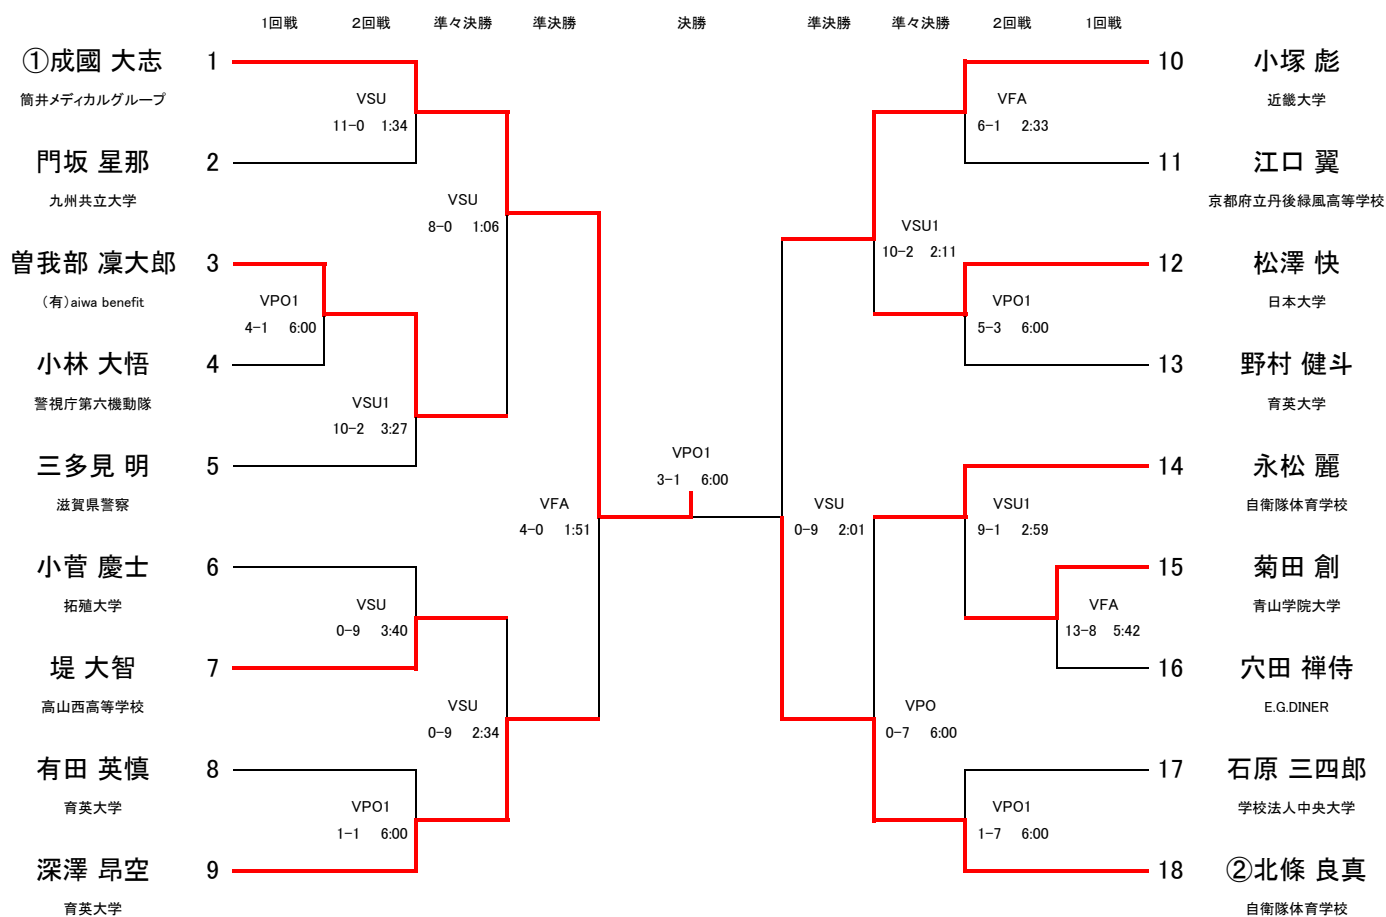 1回戦 2回戦 準々決勝 準決勝 決勝 準決勝 準々決勝 2回戦 1回戦
①成國 大志 1
筒井メディカルグループ
VSU
11-0 1:34
門坂 星那 2
九州共立大学
VSU
8-0 1:06
曽我部 凜大郎 3
（有）aiwa benefit
VPO1
4-1 6:00
小林 大悟 4
警視庁第六機動隊
VSU1
10-2 3:27
三多見 明 5
滋賀県警察
VFA
4-0 1:51
小菅 慶士 6
拓殖大学
VSU
0-9 3:40
堤 大智 7
高山西高等学校
VSU
0-9 2:34
有田 英慎 8
育英大学
VPO1
1-1 6:00
深澤 昂空 9
育英大学
VPO1
3-1 6:00
10 小塚 彪
近畿大学
VFA
6-1 2:33
11 江口 翼
京都府立丹後緑風高等学校
VSU1
10-2 2:11
12 松澤 快
日本大学
VPO1
5-3 6:00
13 野村 健斗
育英大学
VSU
0-9 2:01
14 永松 麗
自衛隊体育学校
VSU1
9-1 2:59
15 菊田 創
青山学院大学
VFA
13-8 5:42
16 穴田 禅侍
E.G.DINER
VPO
0-7 6:00
17 石原 三四郎
学校法人中央大学
VPO1
1-7 6:00
18 ②北條 良真
自衛隊体育学校